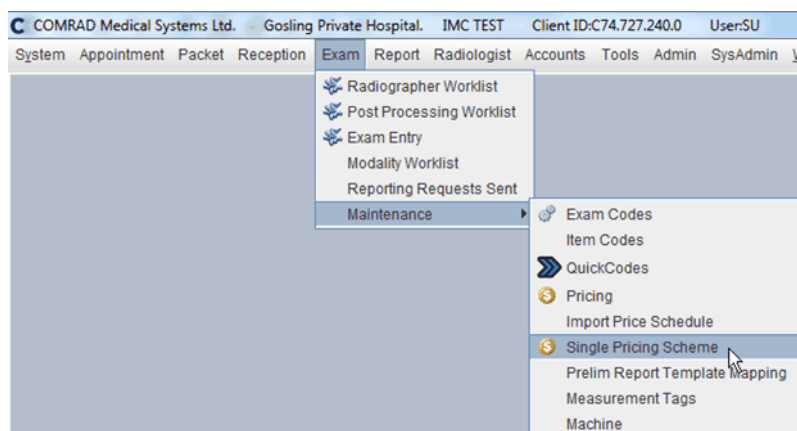 COMRAD Medical Systems Ltd. - Gosling Private Hospital. IMC TEST Client ID:C74.727.240.0 User:SU
System Appointment Packet Reception Exam Report Radiologist Accounts Tools Admin SysAdmin
Radiographer Worklist
Post Processing Worklist
Exam Entry
Modality Worklist
Reporting Requests Sent
Maintenance
Exam Codes
Item Codes
QuickCodes
Pricing
Import Price Schedule
Single Pricing Scheme
Prelim Report Template Mapping
Measurement Tags
Machine